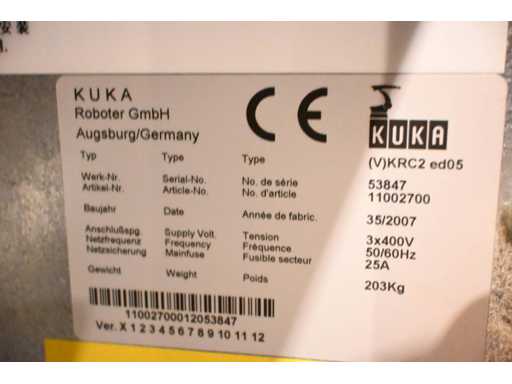 安装
K U K A
Roboter GmbH
Augsburg/Germany
CE
KUKA
Typ Type Type (V)KRC2 ed05
Werk-Nr. Serial-No. No. de série 53847
Artikel-Nr. Article-No. No. d'article 11002700
Baujahr Date Année de fabric. 35/2007
Anschlußspg. Supply Volt. Tension 3x400V
Netzfrequenz Frequency Fréquence 50/60Hz
Netzsicherung Mainfuse Fusible secteur 25A
Gewicht Weight Poids 203Kg
11002700012053847
Ver. X 1 2 3 4 5 6 7 8 9 10 11 12